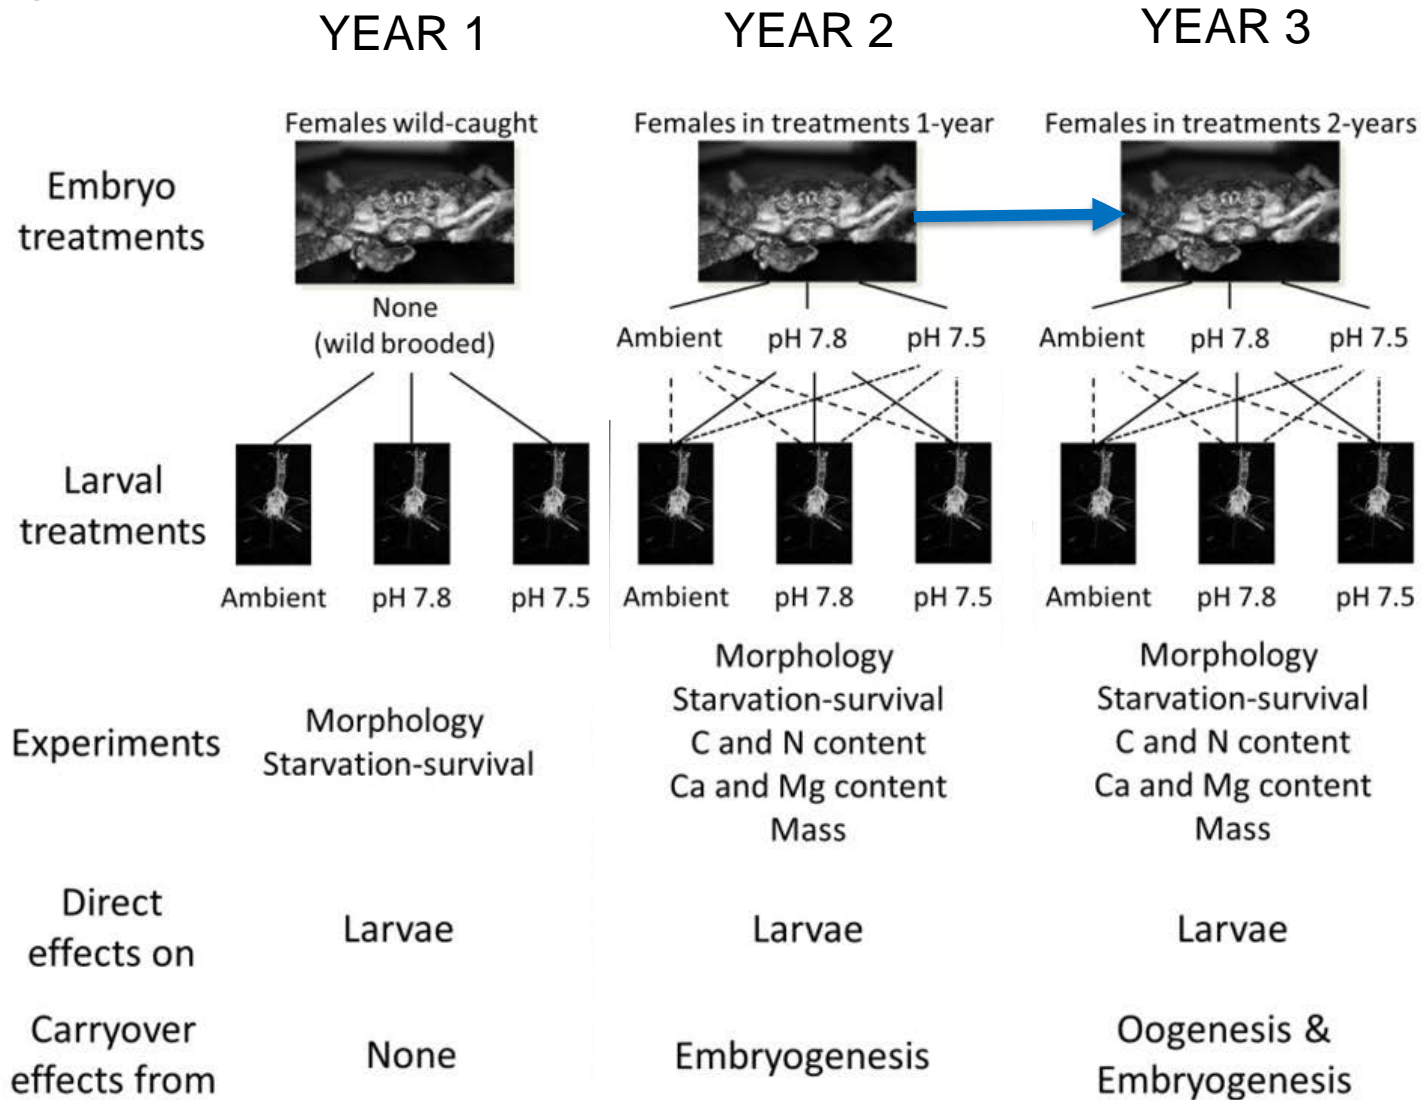 YEAR 1
YEAR 2
YEAR 3
Females wild-caught
Females in treatments 1-year
Females in treatments 2-years
Embryo
treatments
None
(wild brooded)
Ambient
pH 7.8
pH 7.5
Ambient
pH 7.8
pH 7.5
Larval
treatments
Ambient
pH 7.8
pH 7.5
Ambient
pH 7.8
pH 7.5
Ambient
pH 7.8
pH 7.5
Experiments
Morphology
Starvation-survival
Morphology
Starvation-survival
C and N content
Ca and Mg content
Mass
Morphology
Starvation-survival
C and N content
Ca and Mg content
Mass
Direct
effects on
Larvae
Larvae
Larvae
Carryover
effects from
None
Embryogenesis
Oogenesis &
Embryogenesis